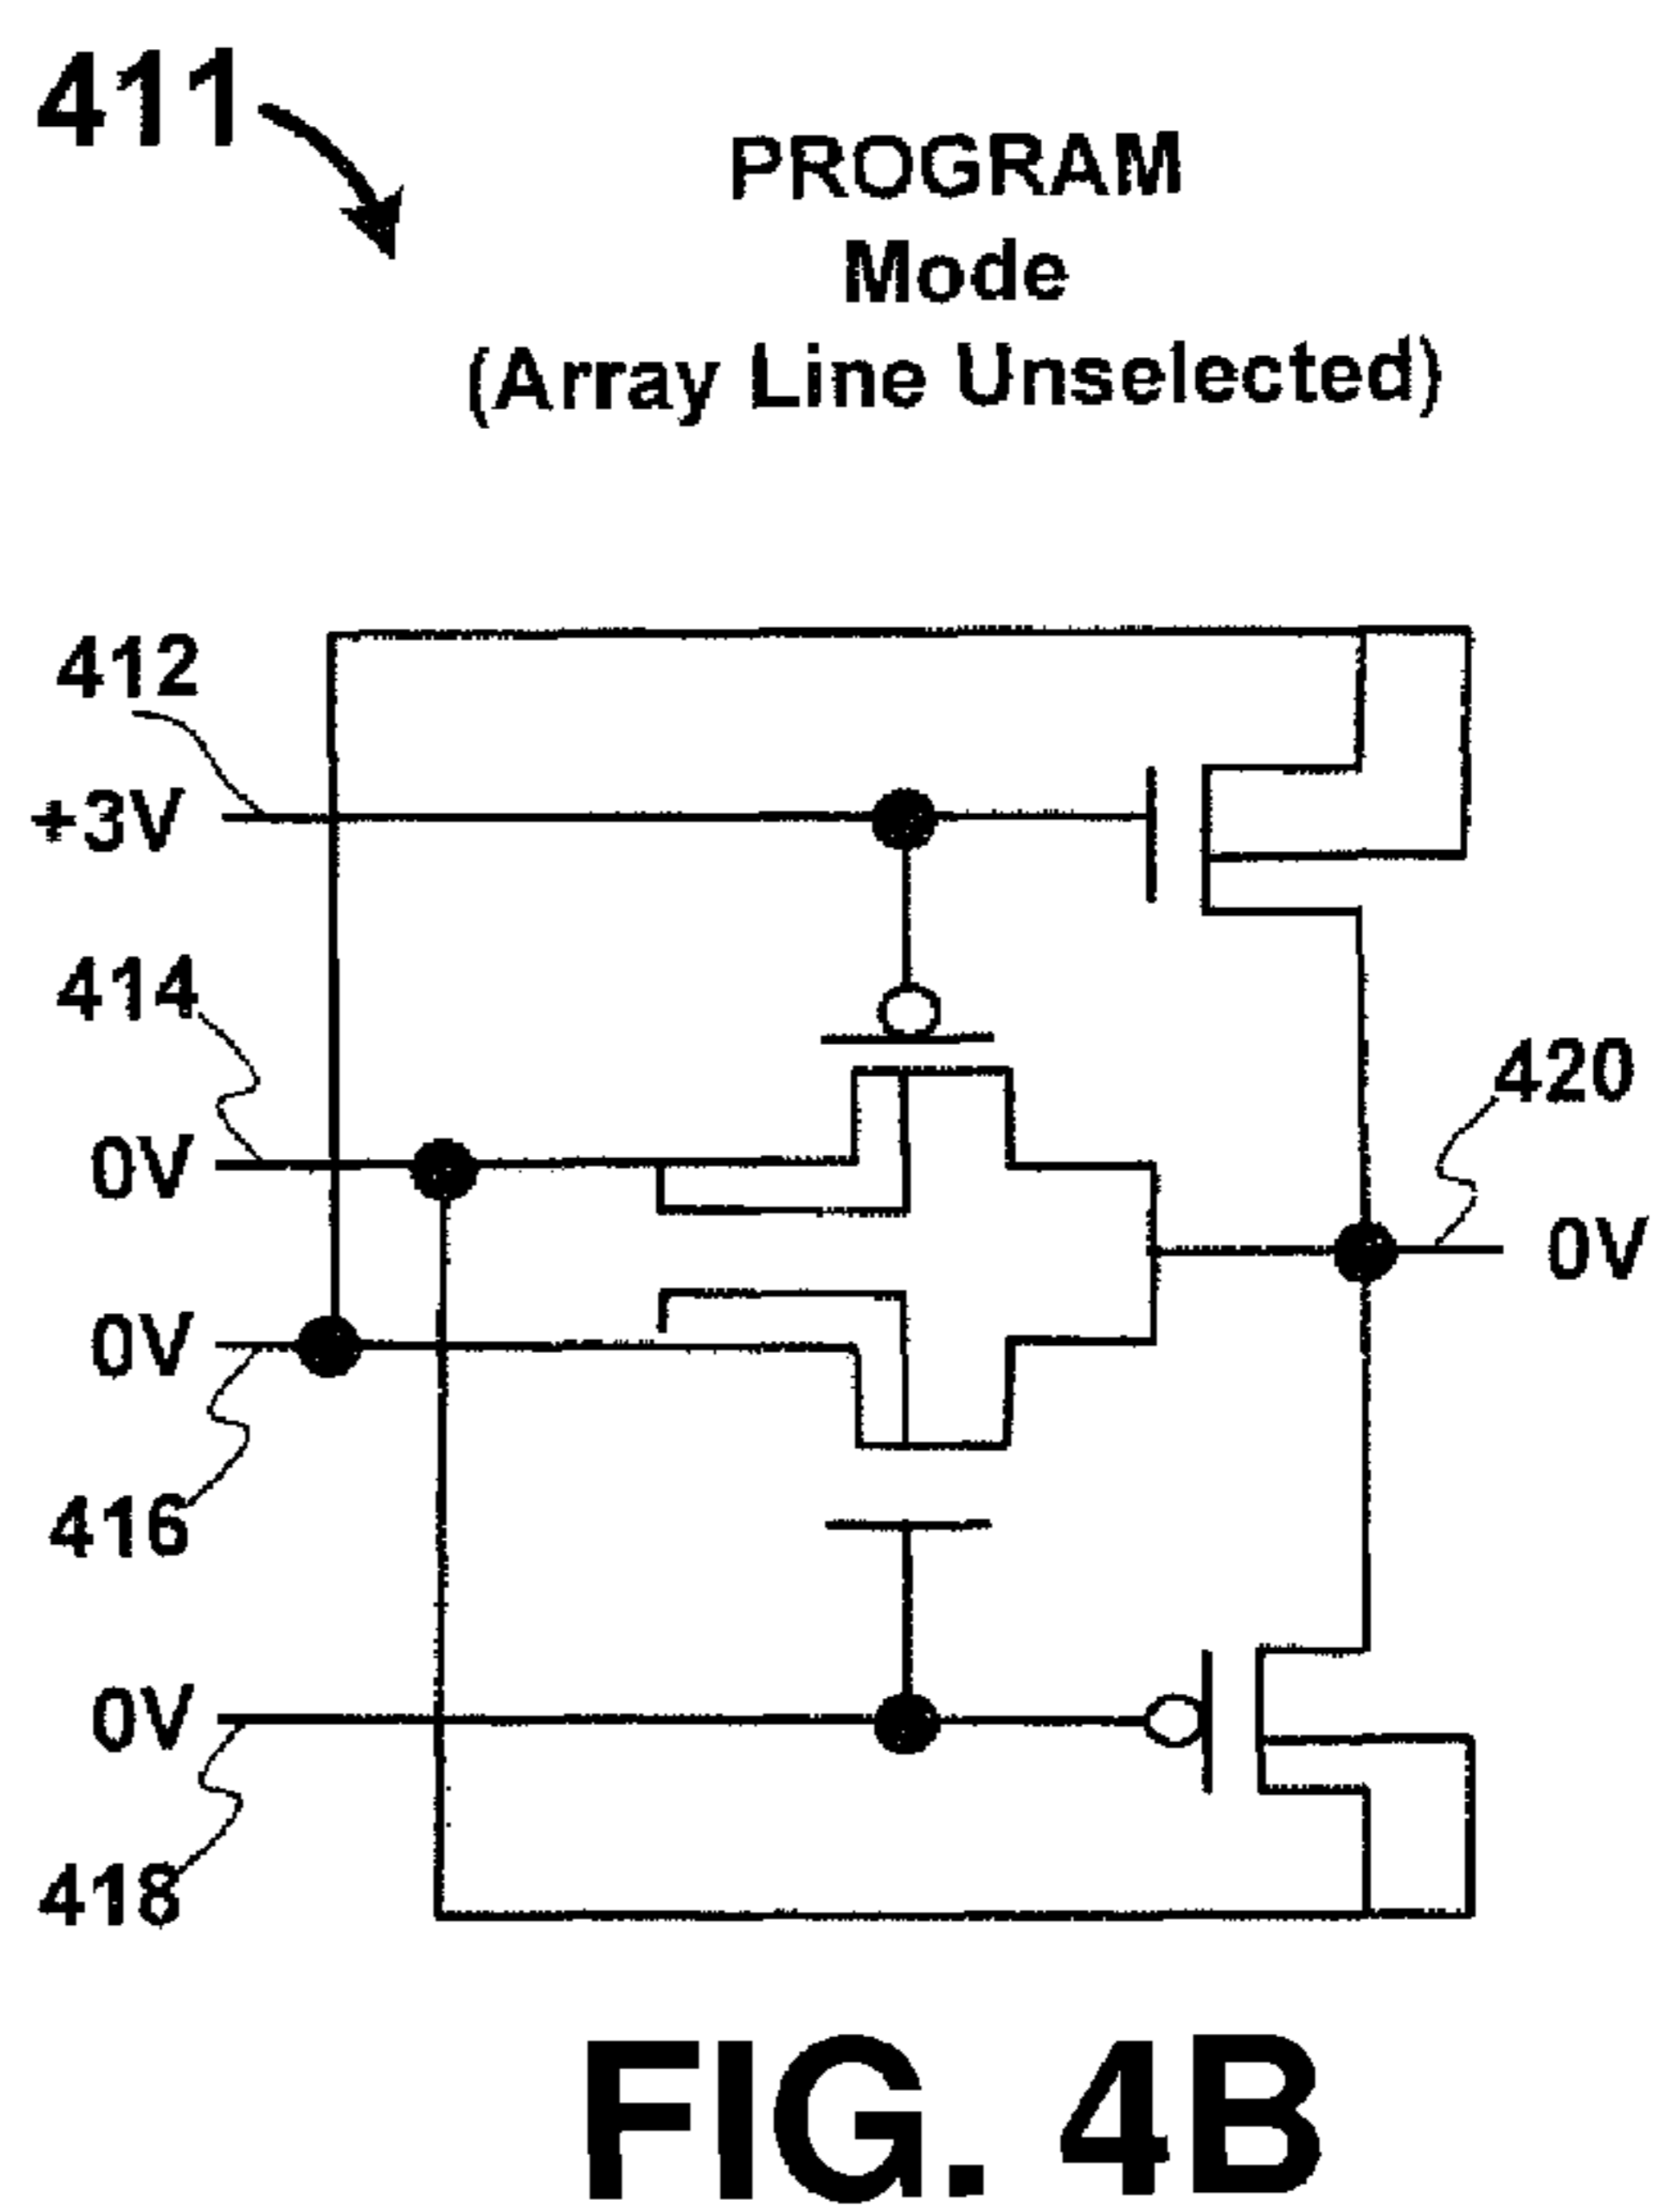 411
PROGRAM
Mode
(Array Line Unselected)
412
+3V
414
0V
420
0V
0V
416
0V
418
FIG. 4B